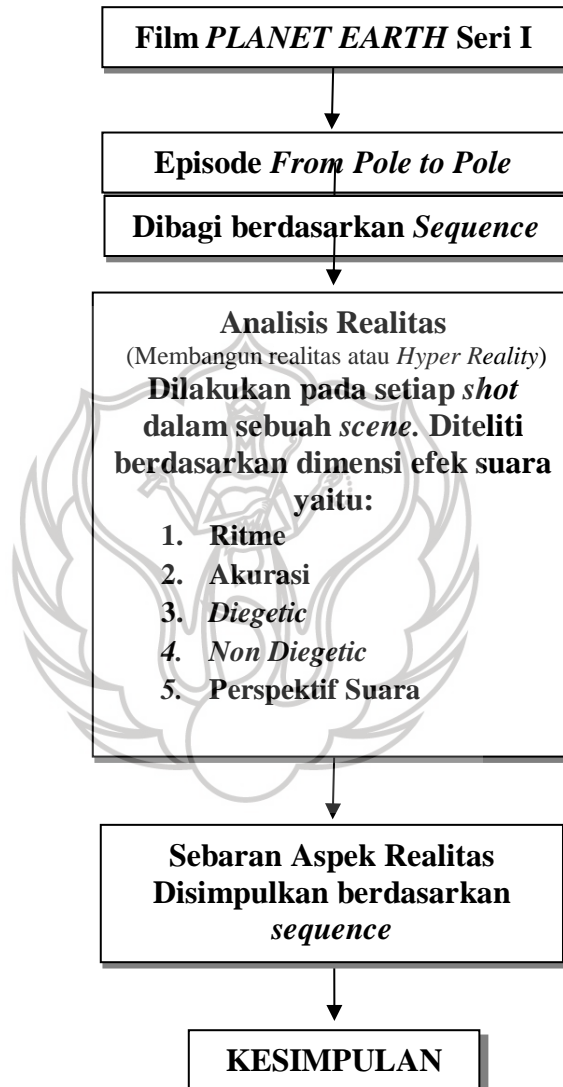 Film PLANET EARTH Seri I
Episode From Pole to Pole
Dibagi berdasarkan Sequence
Analisis Realitas
(Membangun realitas atau Hyper Reality)
Dilakukan pada setiap shot
dalam sebuah scene. Diteliti
berdasarkan dimensi efek suara
yaitu:
1. Ritme
2. Akurasi
3. Diegetic
4. Non Diegetic
5. Perspektif Suara
Sebaran Aspek Realitas
Disimpulkan berdasarkan
sequence
KESIMPULAN